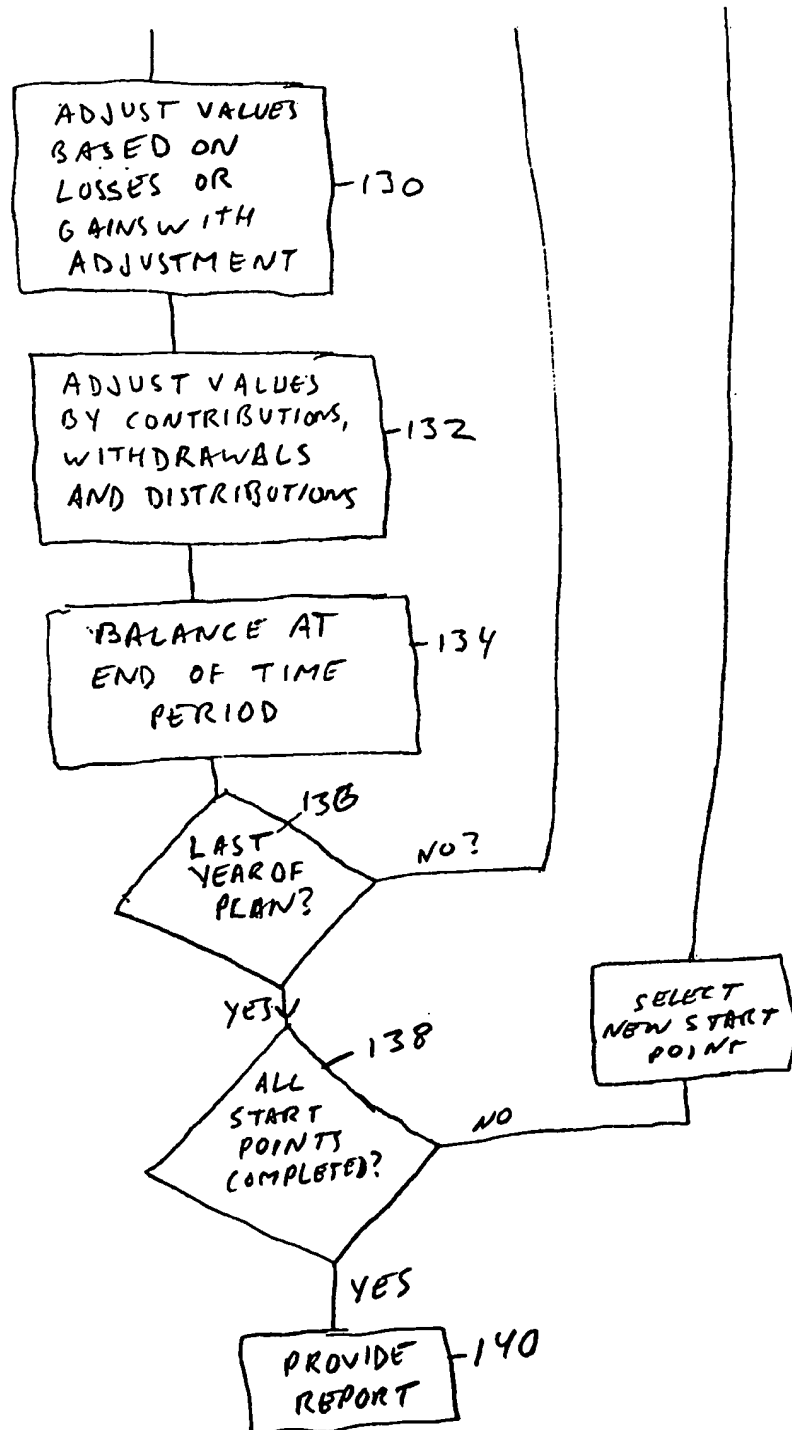 ADJUST VALUES
BASED ON
LOSSES OR
GAINS WITH
ADJUSTMENT
130
ADJUST VALUES
BY CONTRIBUTIONS,
WITHDRAWALS
AND DISTRIBUTIONS
132
BALANCE AT
END OF TIME
PERIOD
134
136
LAST
YEAR OF
PLAN?
NO?
YES
SELECT
NEW START
POINT
138
ALL
START
POINTS
COMPLETED?
NO
YES
PROVIDE
REPORT
140